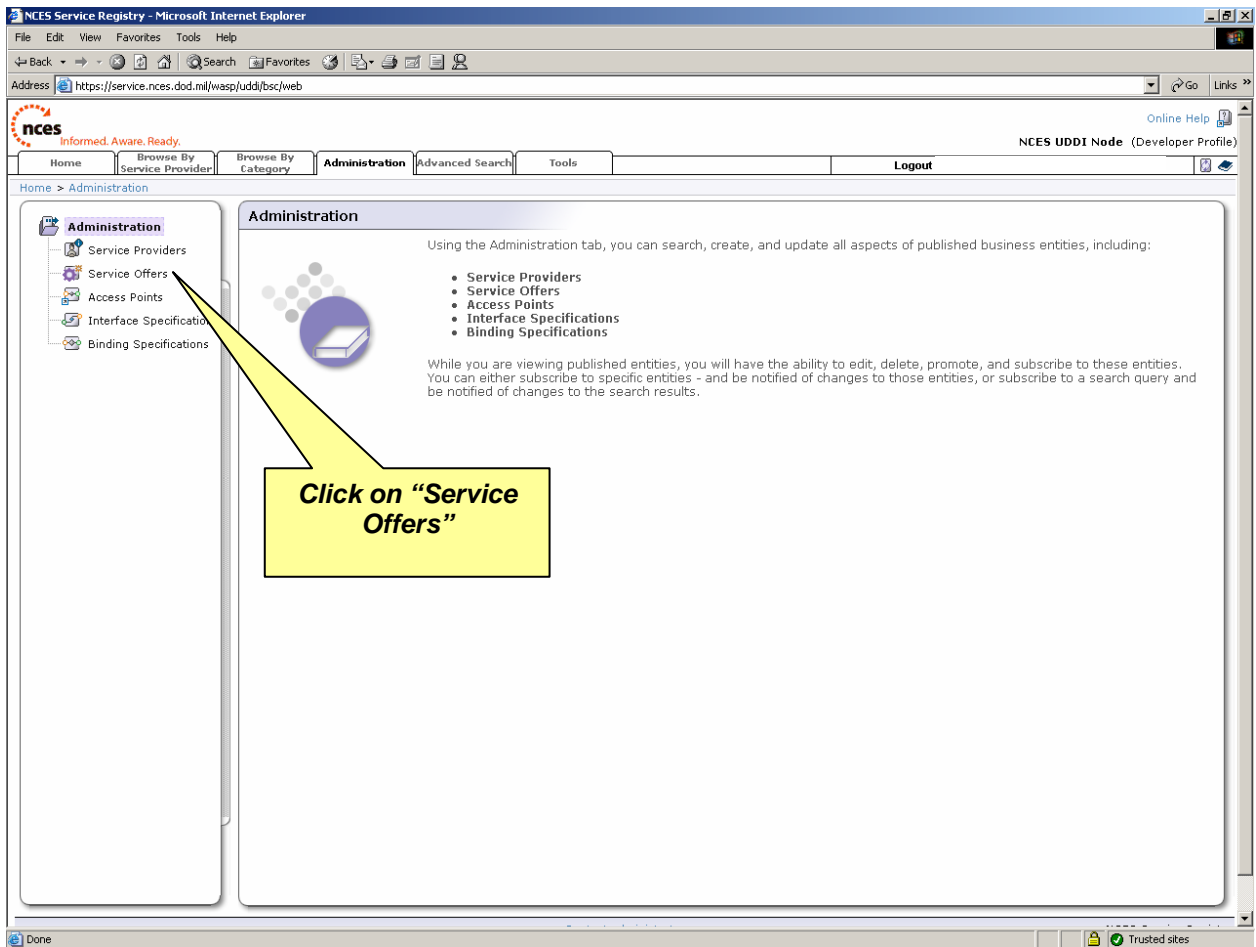 NCES Service Registry - Microsoft Internet Explorer
File Edit View Favorites Tools Help
Back Search Favorites
Address https://service.nces.dod.mil/wasp/uddi/bsc/web Go Links »
nces
Informed. Aware. Ready.
Online Help
NCES UDDI Node (Developer Profile)
Home
Browse By Service Provider
Browse By Category
Administration
Advanced Search
Tools
Logout
Home > Administration
Administration
Service Providers
Service Offers
Access Points
Interface Specification
Binding Specifications
Administration
Using the Administration tab, you can search, create, and update all aspects of published business entities, including:
• Service Providers
• Service Offers
• Access Points
• Interface Specifications
• Binding Specifications
While you are viewing published entities, you will have the ability to edit, delete, promote, and subscribe to these entities.
You can either subscribe to specific entities - and be notified of changes to those entities, or subscribe to a search query and
be notified of changes to the search results.
Click on “Service
Offers”
Done
Trusted sites